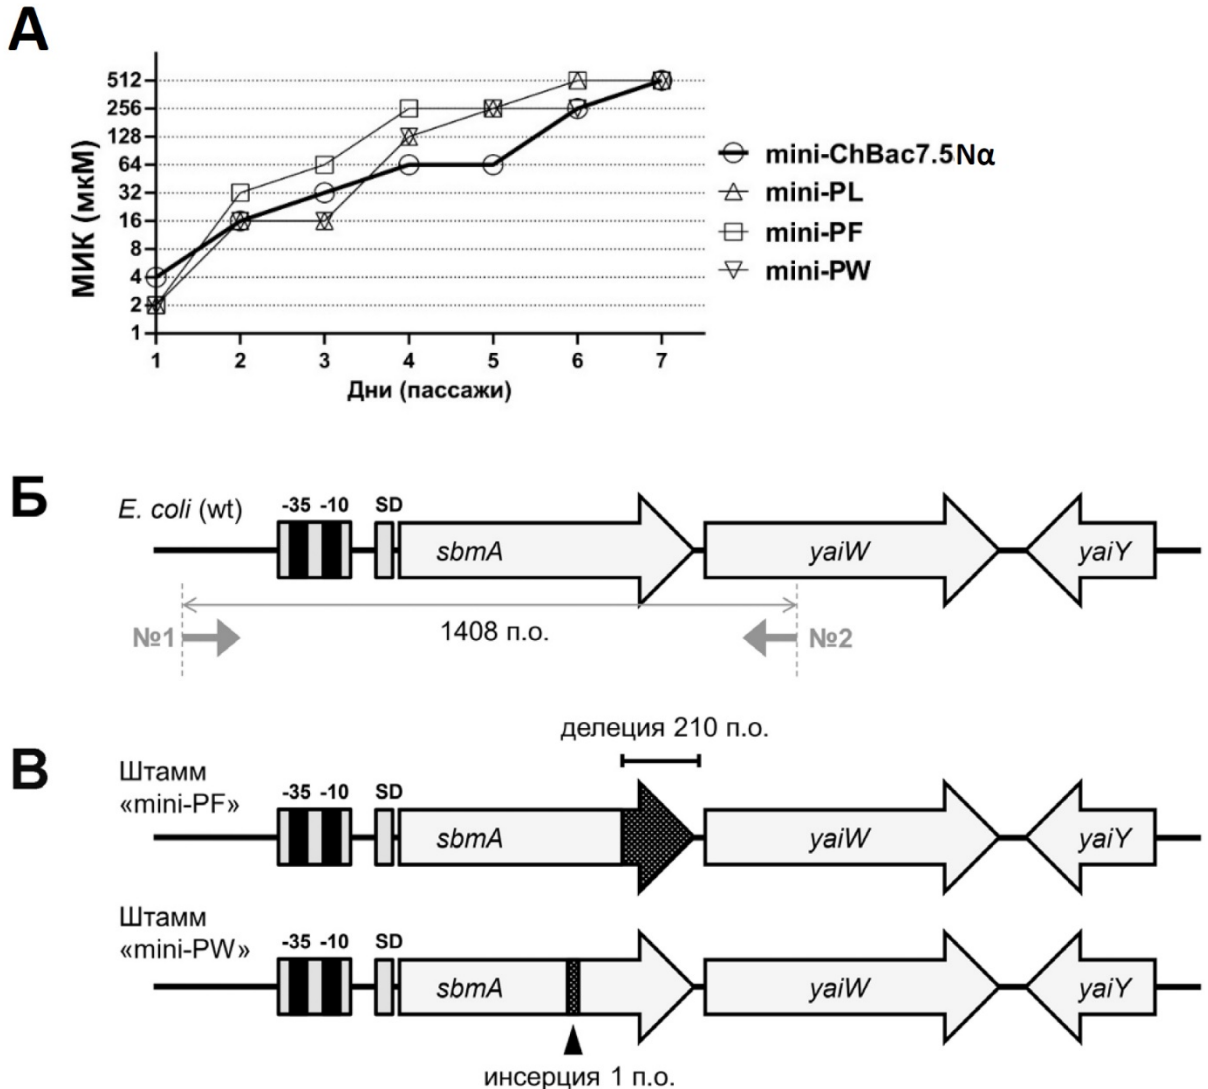 А
МИК (мкМ)
512
256
128
64
32
16
8
4
2
1
1 2 3 4 5 6 7
Дни (пассажи)
mini-ChBac7.5Nα
mini-PL
mini-PF
mini-PW
Б
E. coli (wt)
-35 -10 SD
sbmA yaiW yaiY
№1 1408 п.о. №2
В
делеция 210 п.о.
Штамм
«mini-PF»
-35 -10 SD
sbmA yaiW yaiY
Штамм
«mini-PW»
-35 -10 SD
sbmA yaiW yaiY
инсерция 1 п.о.